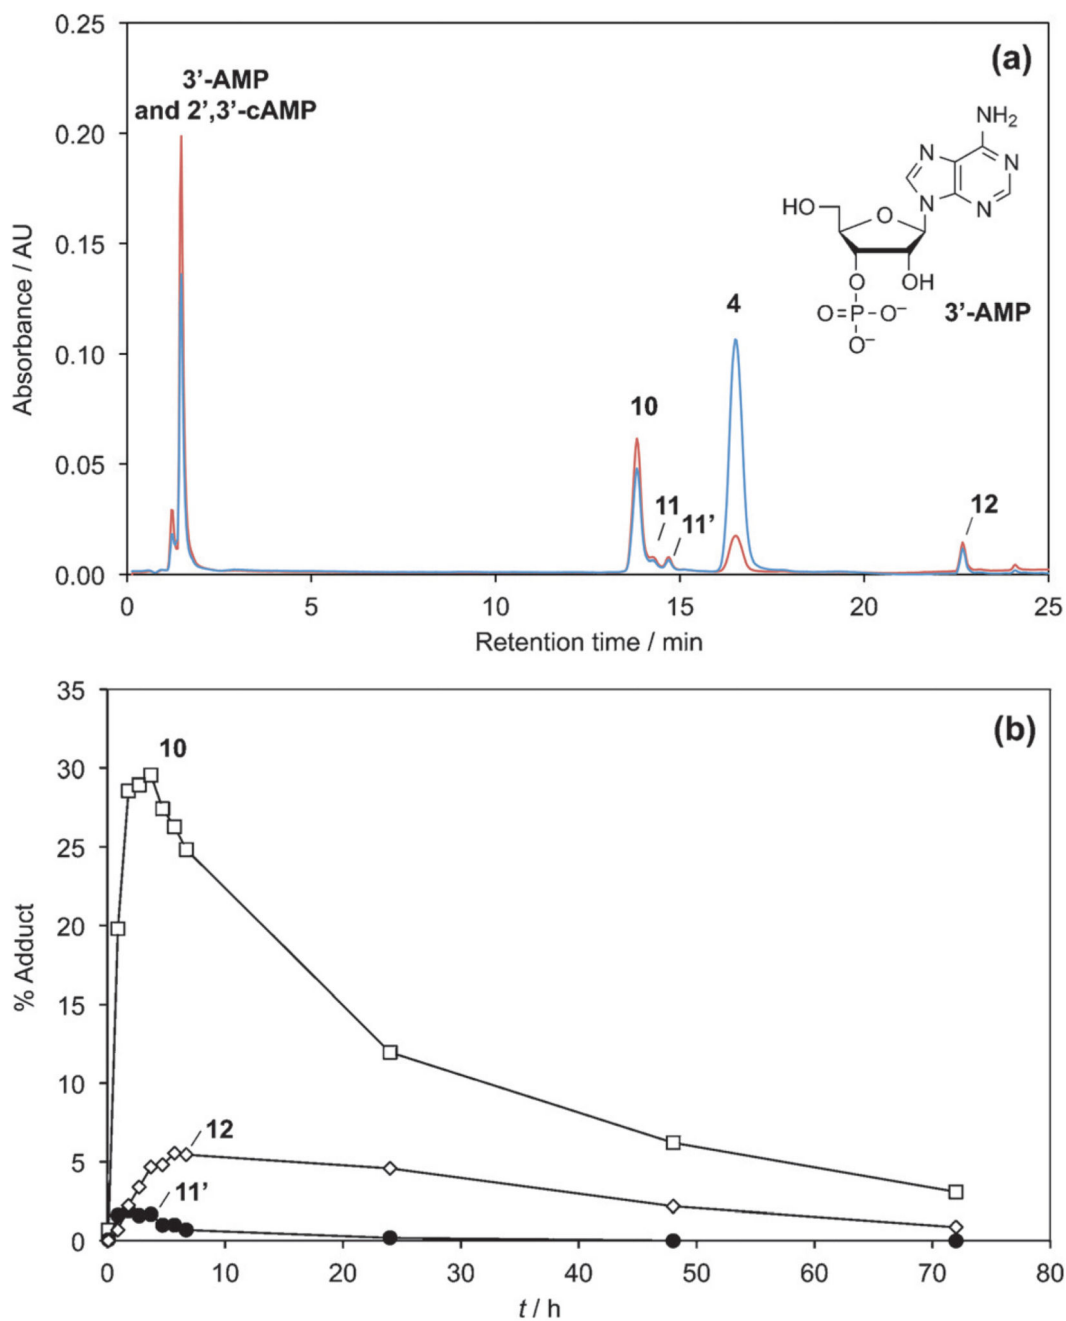 0.25
(a)
3'-AMP
and 2',3'-cAMP
0.20
0.15
0.10
0.05
0.00
Absorbance / AU
NH₂
N
N
N
N
HO
O
O
OH
O=P-O⁻
O⁻
3'-AMP
4
10
11
11'
12
0
5
10
15
20
25
Retention time / min
35
(b)
30
25
20
15
10
5
0
% Adduct
10
12
11'
0
10
20
30
40
50
60
70
80
t / h